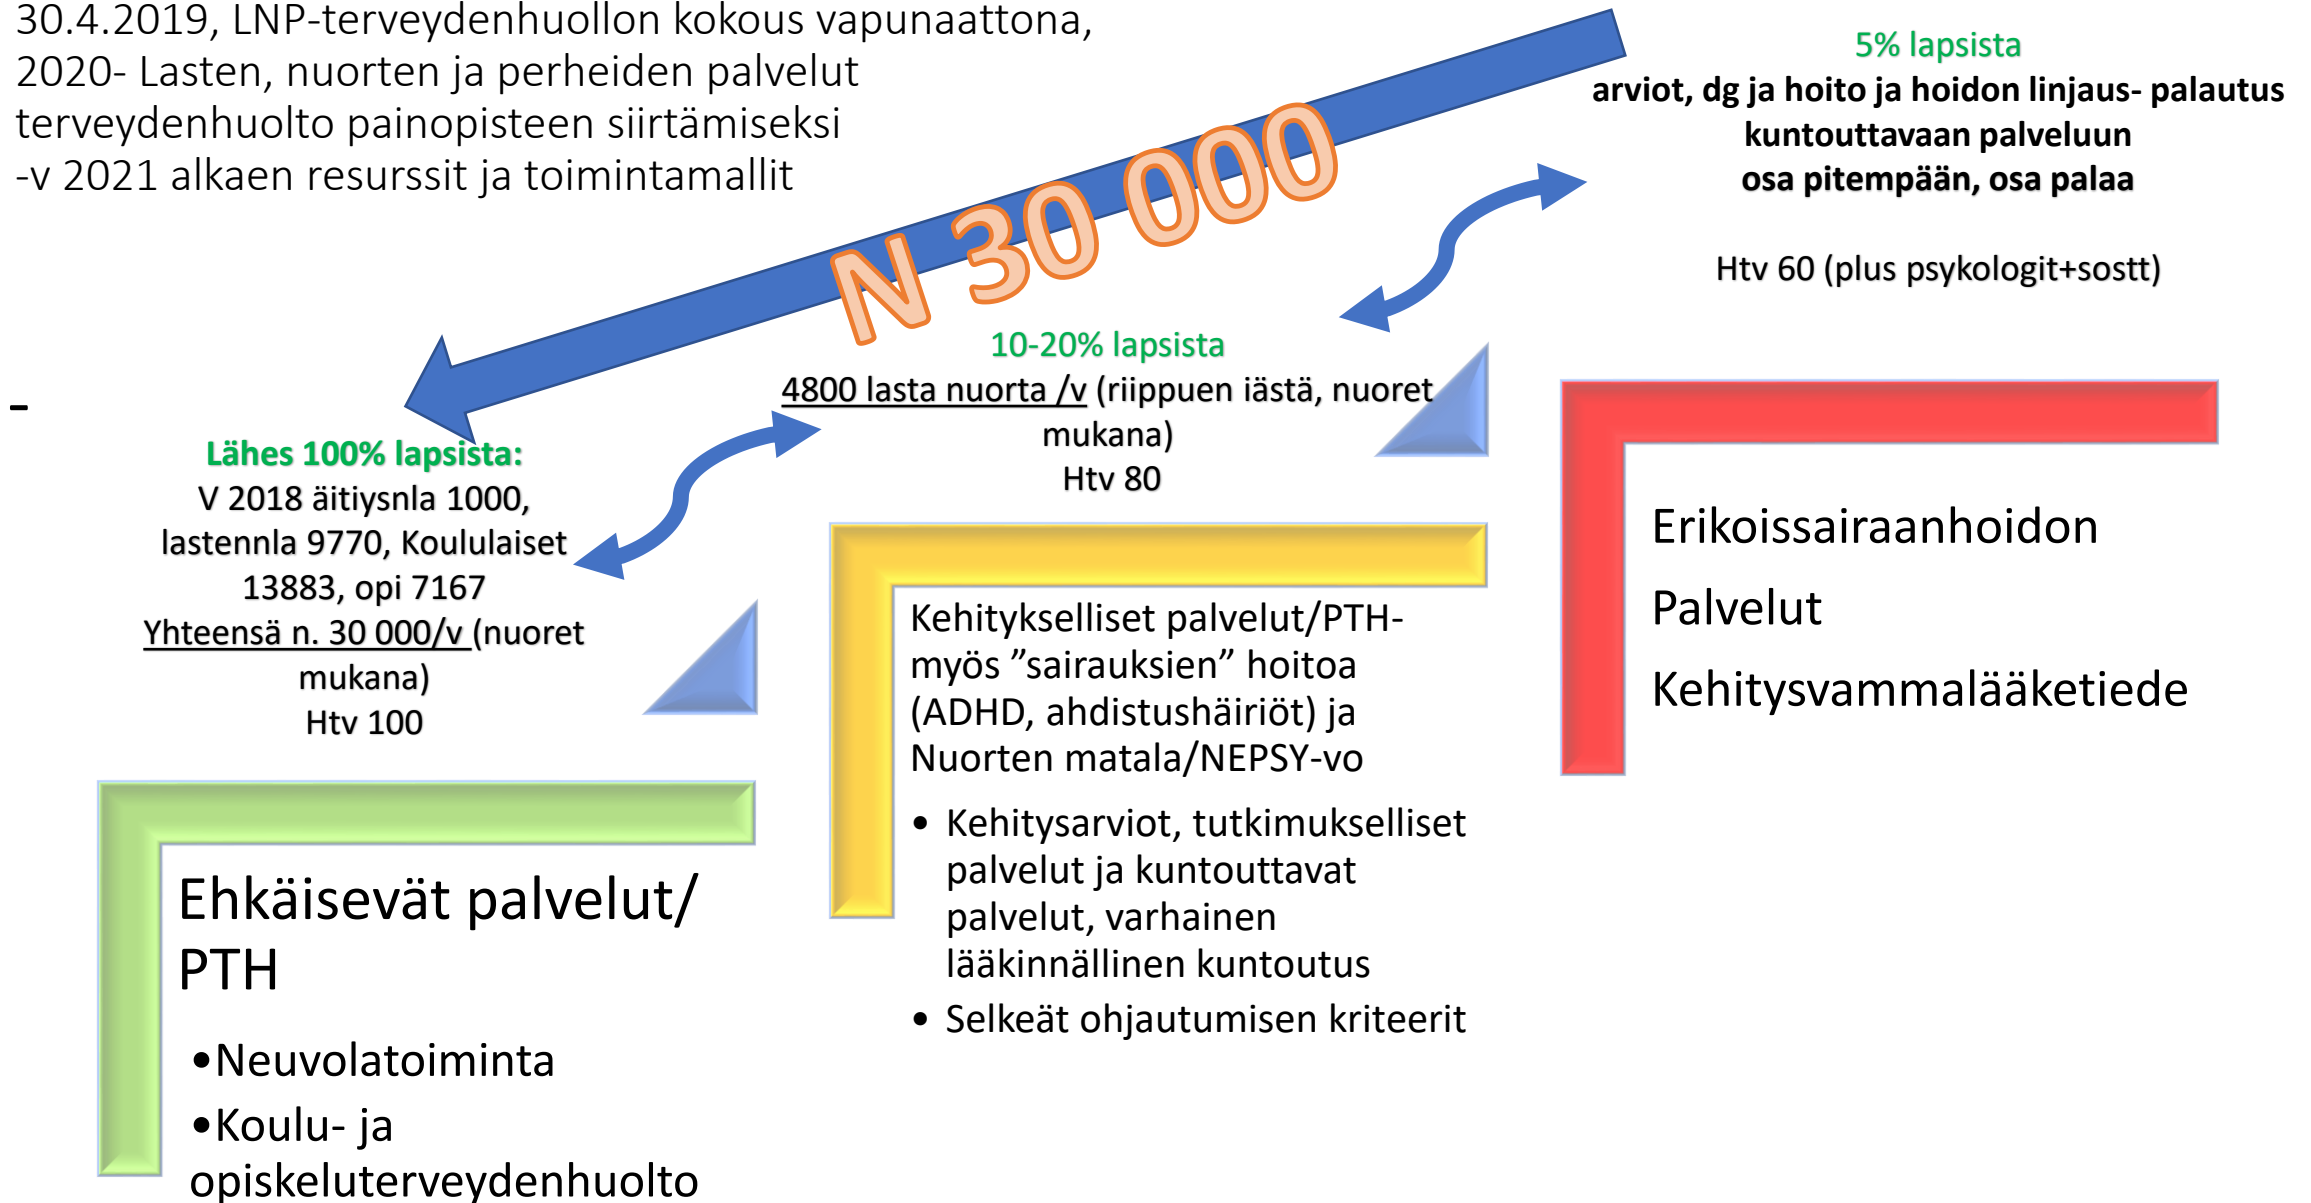 30.4.2019, LNP-terveydenhuollon kokous vapunaattona,
2020- Lasten, nuorten ja perheiden palvelut
terveydenhuolto painopisteen siirtämiseksi
-v 2021 alkaen resurssit ja toimintamallit
N 30 000
5% lapsista
arviot, dg ja hoito ja hoidon linjaus- palautus
kuntouttavaan palveluun
osa pitempään, osa palaa
Htv 60 (plus psykologit+sostt)
10-20% lapsista
4800 lasta nuorta /v (riippuen iästä, nuoret
mukana)
Htv 80
-
Lähes 100% lapsista:
V 2018 äitiysnla 1000,
lastennla 9770, Koululaiset
13883, opi 7167
Yhteensä n. 30 000/v (nuoret
mukana)
Htv 100
Ehkäisevät palvelut/
PTH
•Neuvolatoiminta
•Koulu- ja
opiskeluterveydenhuolto
Kehitykselliset palvelut/PTH-
myös ”sairauksien” hoitoa
(ADHD, ahdistushäiriöt) ja
Nuorten matala/NEPSY-vo
• Kehitysarviot, tutkimukselliset
palvelut ja kuntouttavat
palvelut, varhainen
lääkinnällinen kuntoutus
• Selkeät ohjautumisen kriteerit
Erikoissairaanhoidon
Palvelut
Kehitysvammalääketiede